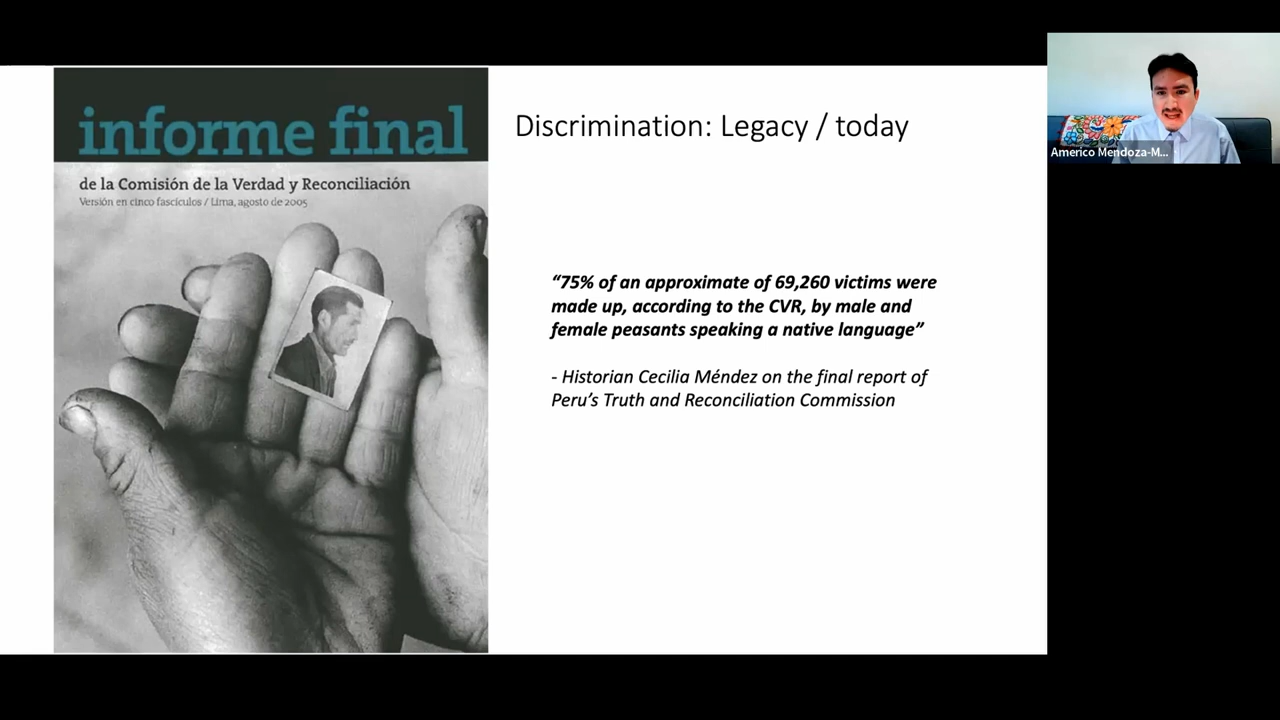 informe final
de la Comisión de la Verdad y Reconciliación
Versión en cinco fascículos / Lima, agosto de 2005
Discrimination: Legacy / today
“75% of an approximate of 69,260 victims were
made up, according to the CVR, by male and
female peasants speaking a native language”
- Historian Cecilia Méndez on the final report of
Peru’s Truth and Reconciliation Commission
Americo Mendoza-M...